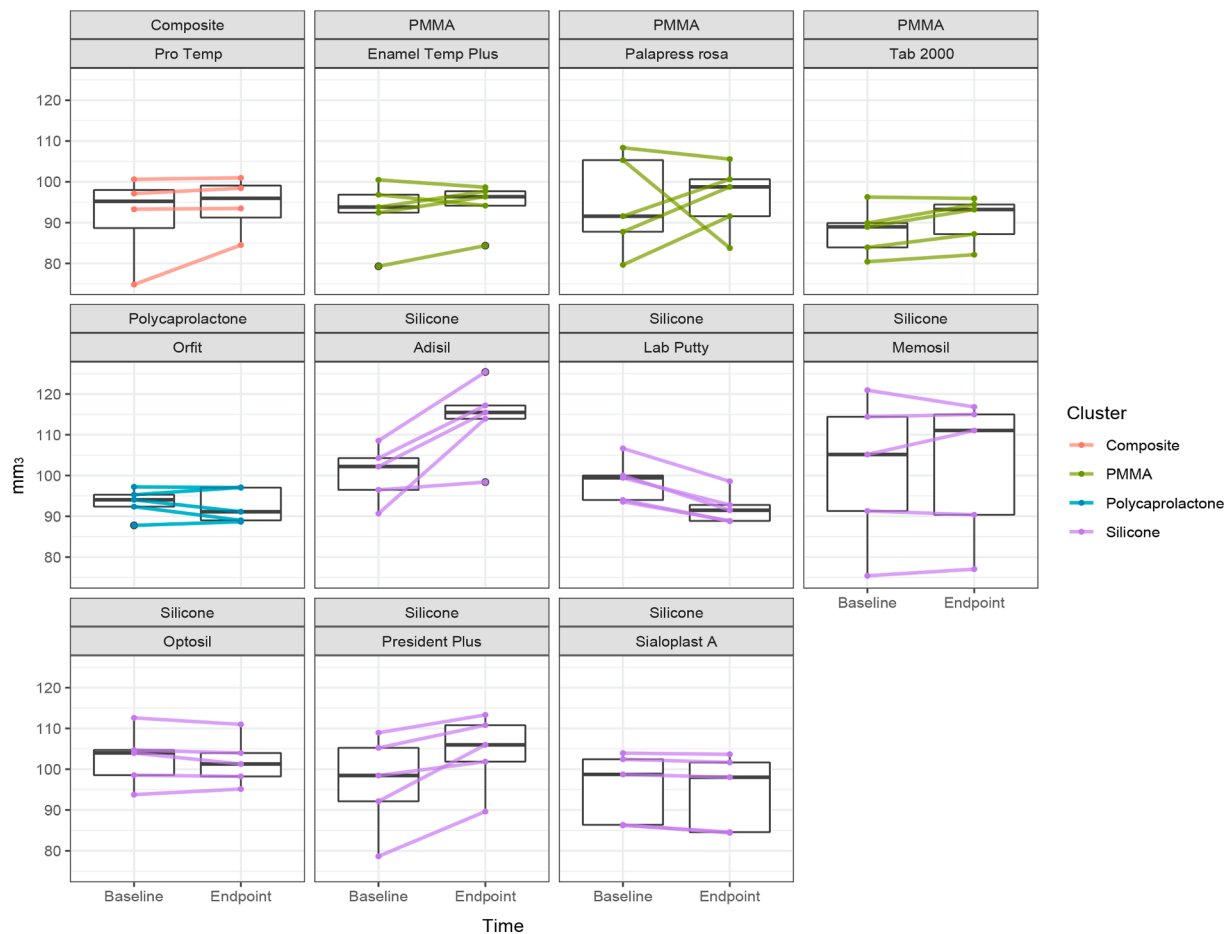 Composite PMMA PMMA PMMA
Pro Temp Enamel Temp Plus Palapress rosa Tab 2000
120
110
100
90
80
Polycaprolactone Silicone Silicone Silicone
Orfit Adisil Lab Putty Memosil
120
110
100
90
80
mm3
Baseline Endpoint
Silicone Silicone Silicone
Optosil President Plus Sialoplast A
120
110
100
90
80
Baseline Endpoint Baseline Endpoint Baseline Endpoint
Time
Cluster
Composite
PMMA
Polycaprolactone
Silicone